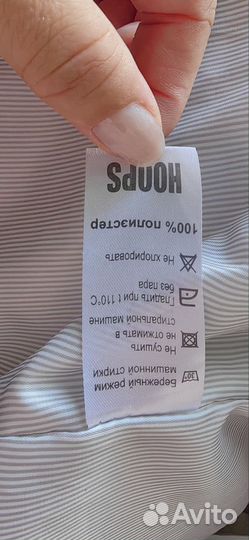 HOOPS
100% полиэстер
Не хлорировать
Гладить при t 110°C
без пара
Не сушить
не отжимать в
стиральной машине
30°
Бережный режим
машинной стирки
Avito